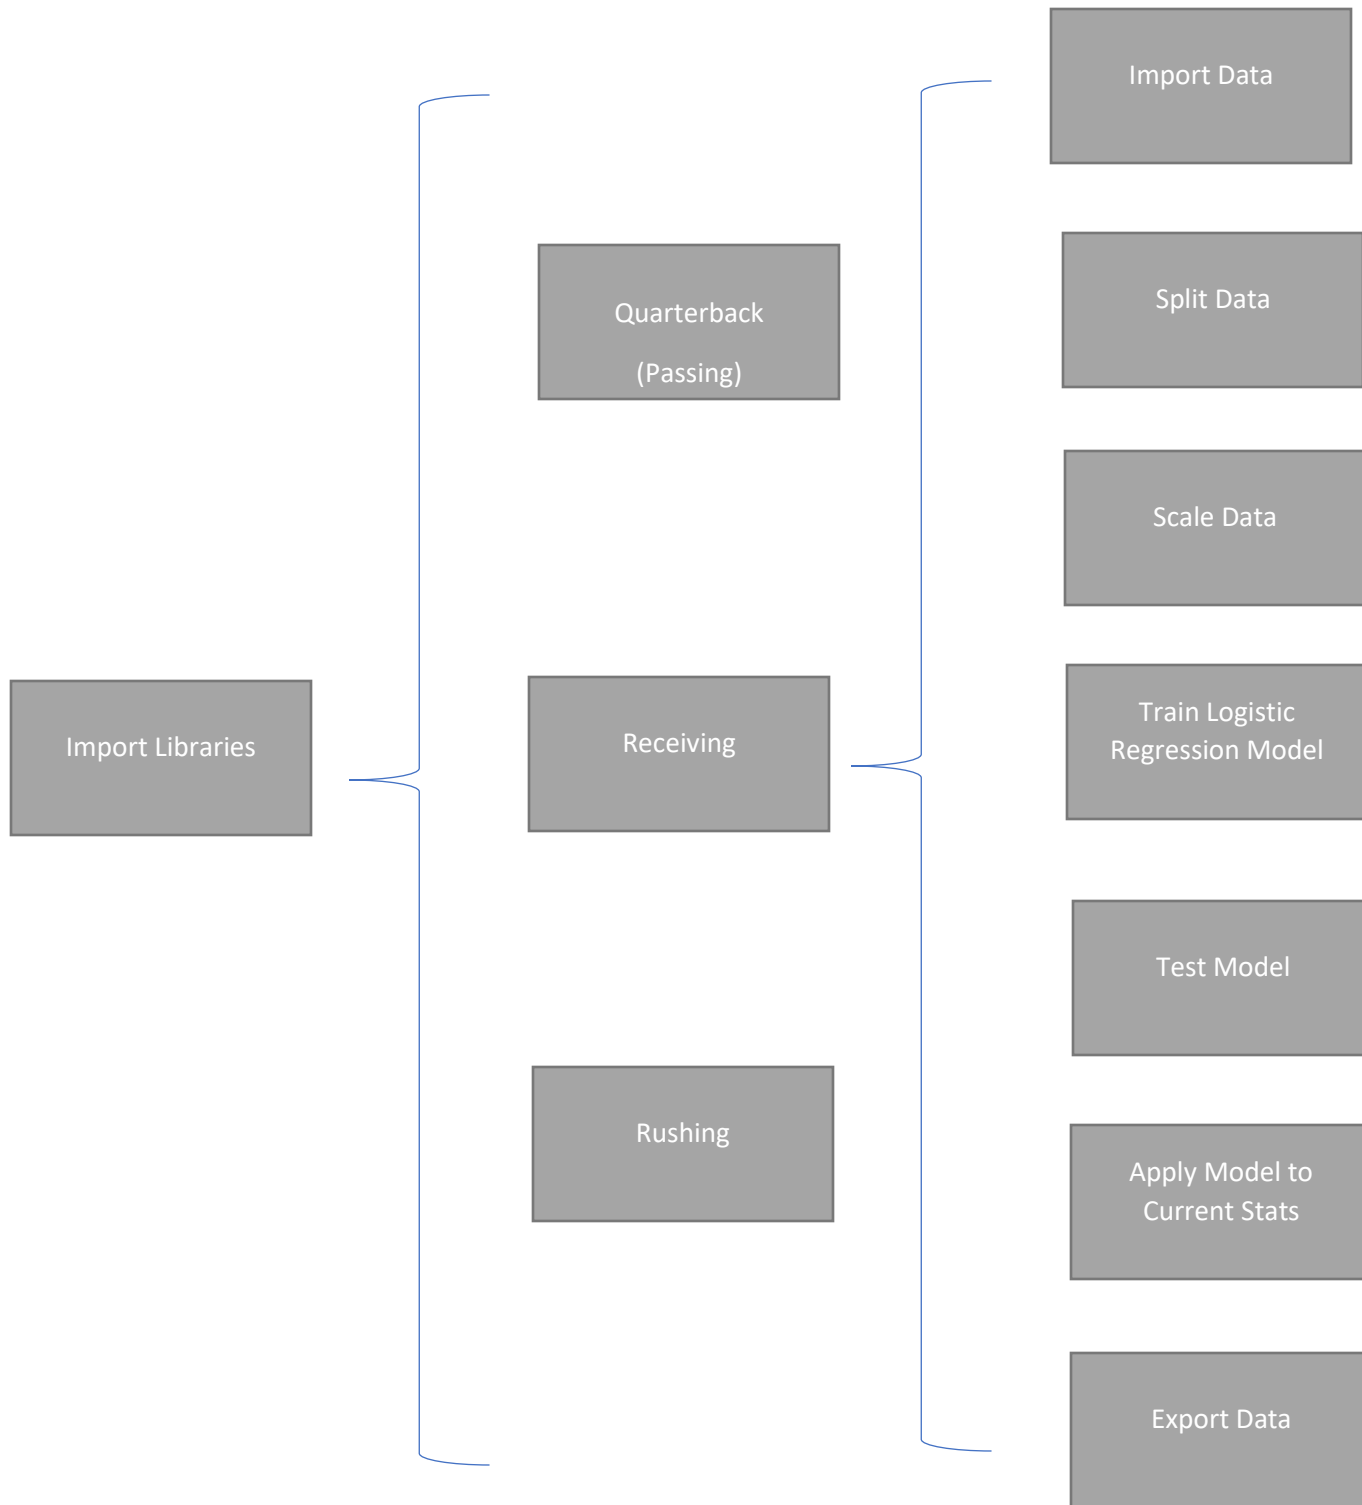 Import Libraries
Quarterback
(Passing)
Receiving
Rushing
Import Data
Split Data
Scale Data
Train Logistic
Regression Model
Test Model
Apply Model to
Current Stats
Export Data